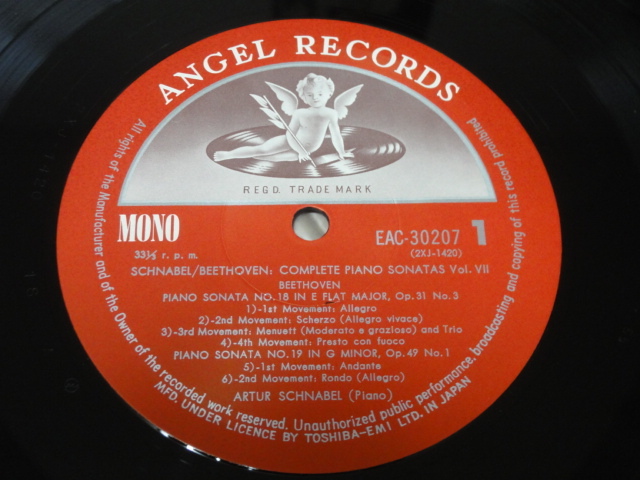 ANGEL RECORDS
REGD. TRADE MARK
MONO
33⅓ r. p. m.
EAC-30207 1
(2XJ-1420)
SCHNABEL/BEETHOVEN: COMPLETE PIANO SONATAS Vol. VII
BEETHOVEN
PIANO SONATA NO.18 IN E FLAT MAJOR, Op.31 No.3
1)-1st Movement: Allegro
2)-2nd Movement: Scherzo (Allegro vivace)
3)-3rd Movement: Menuett (Moderato e grazioso) and Trio
4)-4th Movement: Presto con fuoco
PIANO SONATA NO.19 IN G MINOR, Op.49 No.1
5)-1st Movement: Andante
6)-2nd Movement: Rondo (Allegro)
ARTUR SCHNABEL (Piano)
All rights of the Manufacturer and of the Owner of the recorded work reserved. Unauthorized public performance, broadcasting and copying of this record prohibited
MFD. UNDER LICENCE BY TOSHIBA-EMI LTD. IN JAPAN